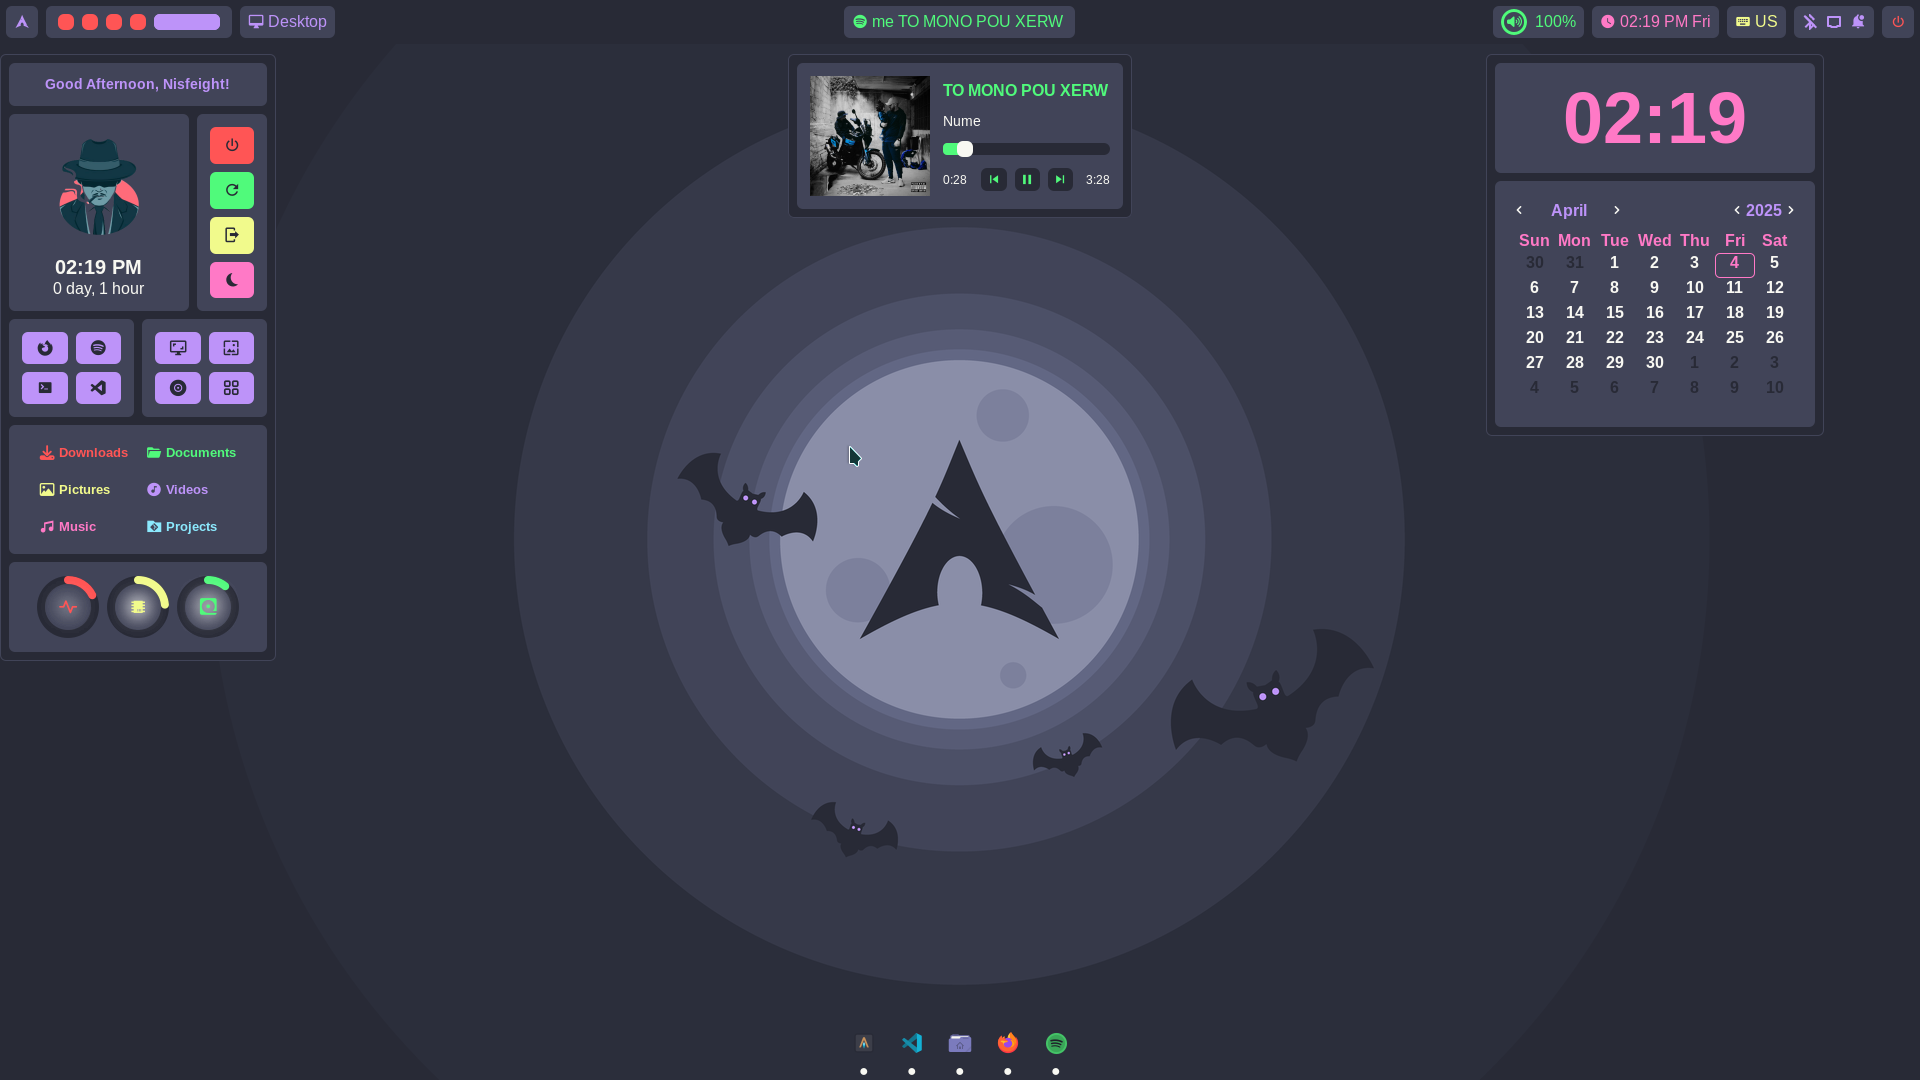 Desktop
me TO MONO POU XERW
100%
02:19 PM Fri
US
Good Afternoon, Nisfeight!
02:19 PM
0 day, 1 hour
Downloads
Documents
Pictures
Videos
Music
Projects
TO MONO POU XERW
Nume
0:28
3:28
02:19
April
2025
Sun Mon Tue Wed Thu Fri Sat
30 31 1 2 3 4 5
6 7 8 9 10 11 12
13 14 15 16 17 18 19
20 21 22 23 24 25 26
27 28 29 30 1 2 3
4 5 6 7 8 9 10